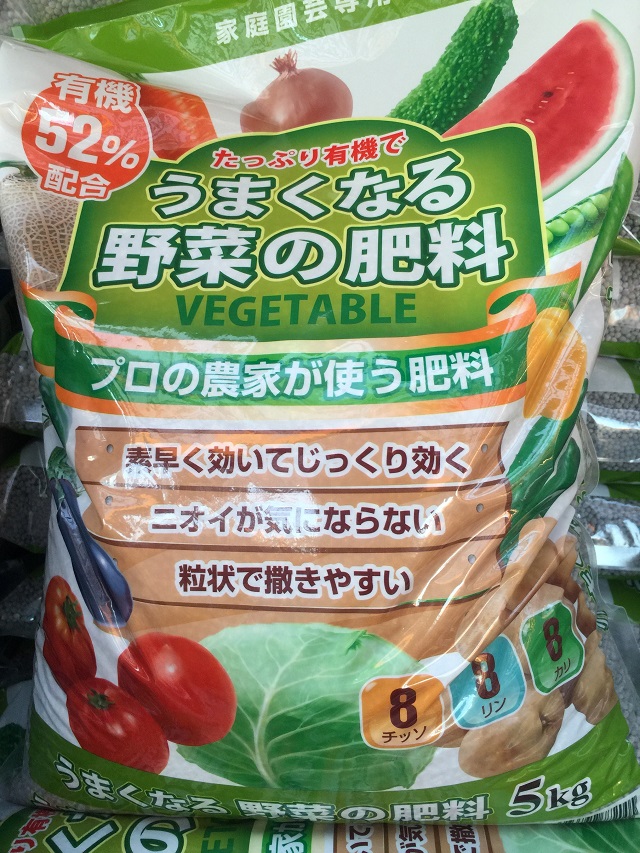 家庭園芸専用
有機
52%
配合
たっぷり有機で
うまくなる
野菜の肥料
VEGETABLE
プロの農家が使う肥料
素早く効いてじっくり効く
ニオイが気にならない
粒状で撒きやすい
8
チッソ
8
リン
8
カリ
うまくなる 野菜の肥料 5kg